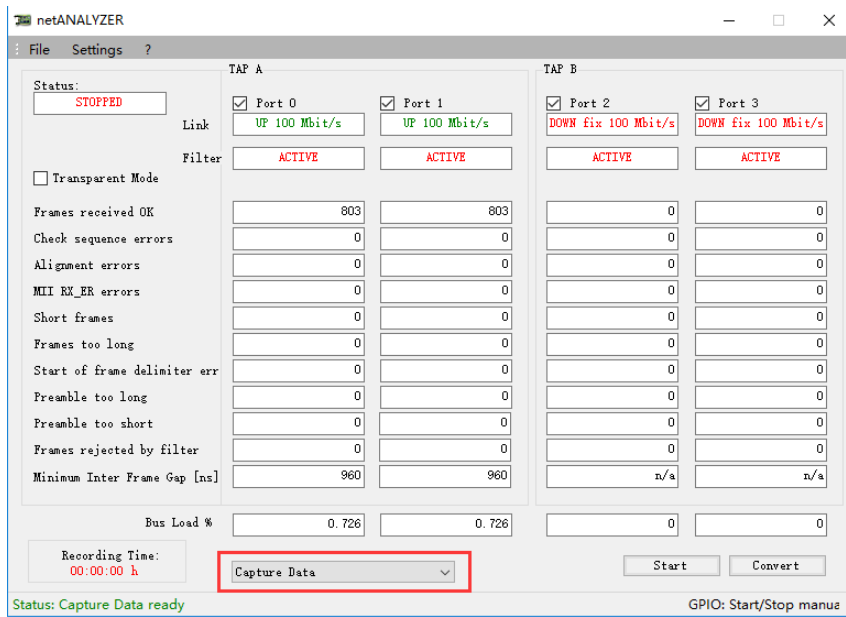 netANALYZER
File Settings ?
TAP A TAP B
Status:
STOPPED
Port 0 Port 1 Port 2 Port 3
Link UP 100 Mbit/s UP 100 Mbit/s DOWN fix 100 Mbit/s DOWN fix 100 Mbit/s
Filter ACTIVE ACTIVE ACTIVE ACTIVE
Transparent Mode
Frames received OK 803 803 0 0
Check sequence errors 0 0 0 0
Alignment errors 0 0 0 0
MII RX_ER errors 0 0 0 0
Short frames 0 0 0 0
Frames too long 0 0 0 0
Start of frame delimiter err 0 0 0 0
Preamble too long 0 0 0 0
Preamble too short 0 0 0 0
Frames rejected by filter 0 0 0 0
Minimum Inter Frame Gap [ns] 960 960 n/a n/a
Bus Load % 0.726 0.726 0 0
Recording Time:
00:00:00 h
Capture Data Start Convert
Status: Capture Data ready GPIO: Start/Stop manua